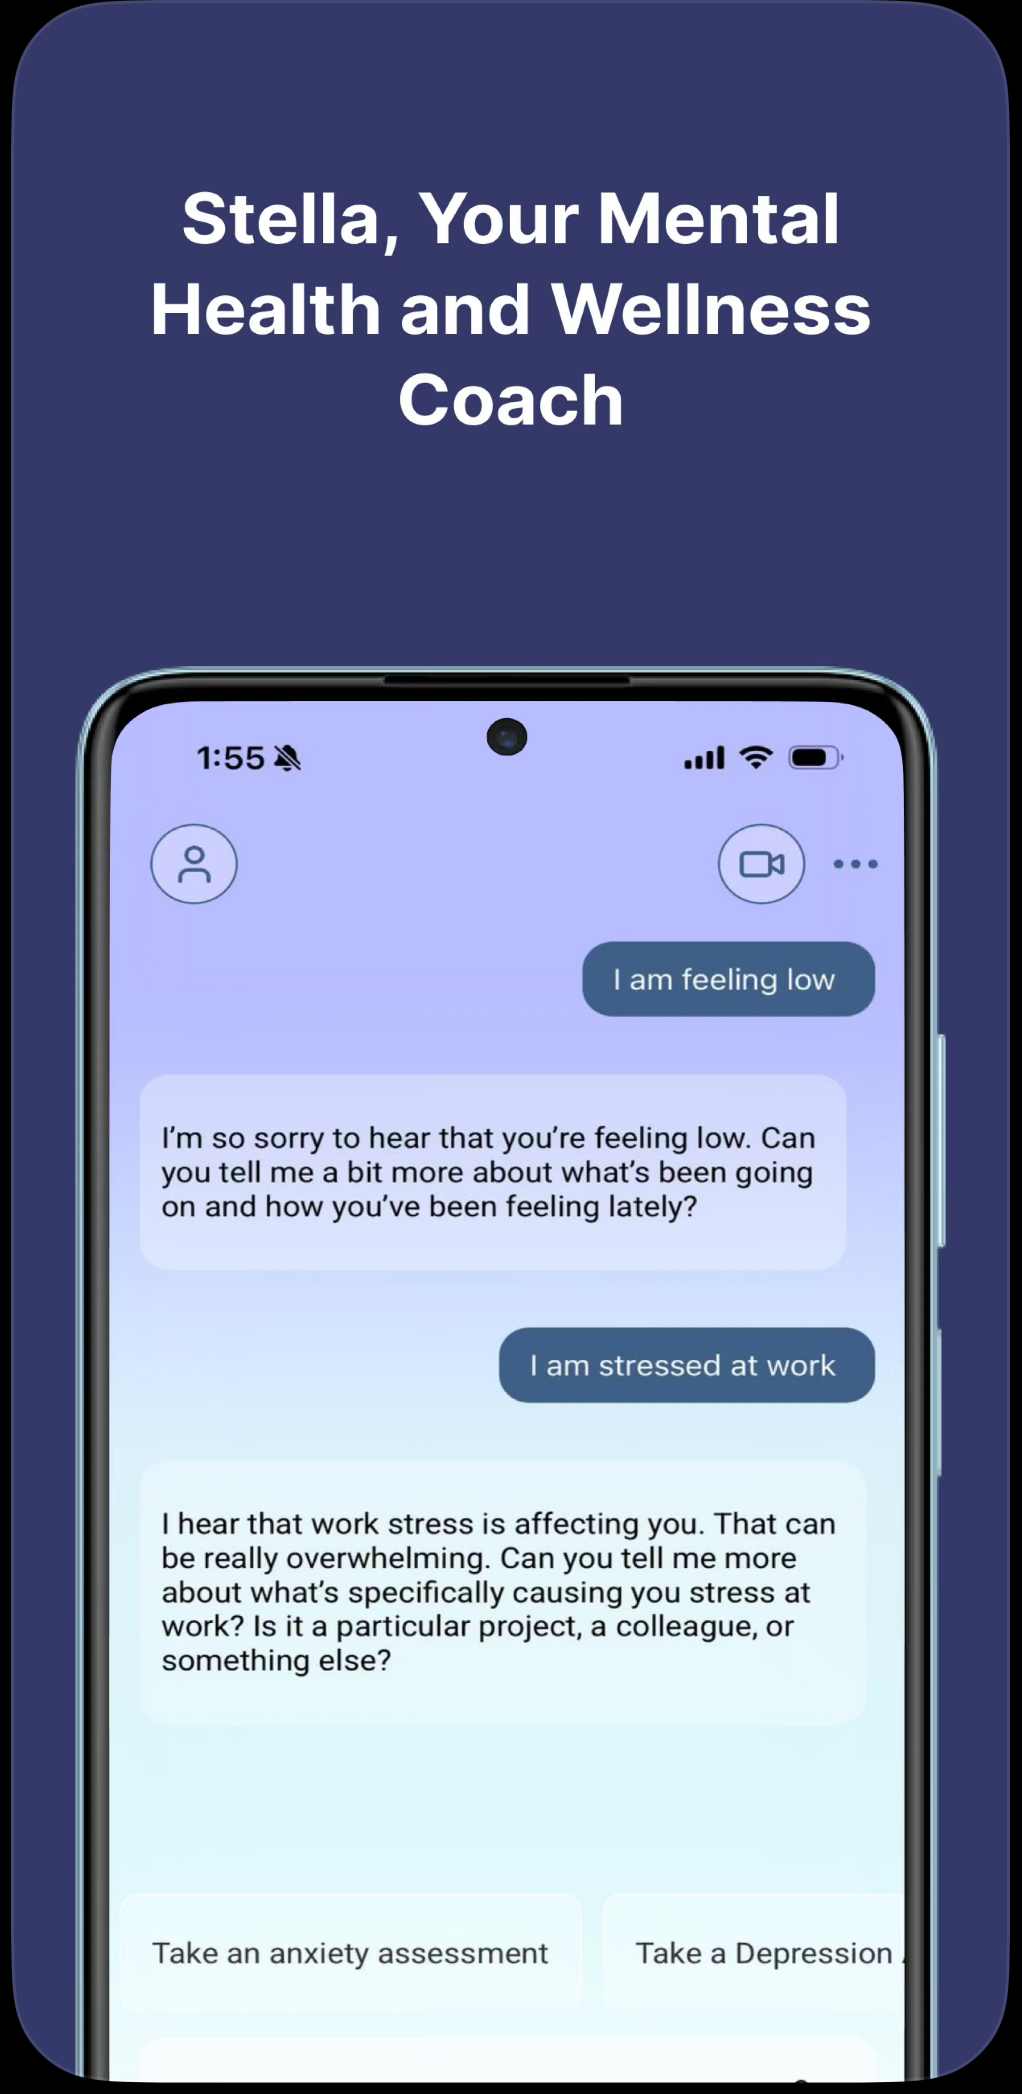 Stella, Your Mental
Health and Wellness
Coach
1:55
I am feeling low
I’m so sorry to hear that you’re feeling low. Can
you tell me a bit more about what’s been going
on and how you’ve been feeling lately?
I am stressed at work
I hear that work stress is affecting you. That can
be really overwhelming. Can you tell me more
about what’s specifically causing you stress at
work? Is it a particular project, a colleague, or
something else?
Take an anxiety assessment
Take a Depression